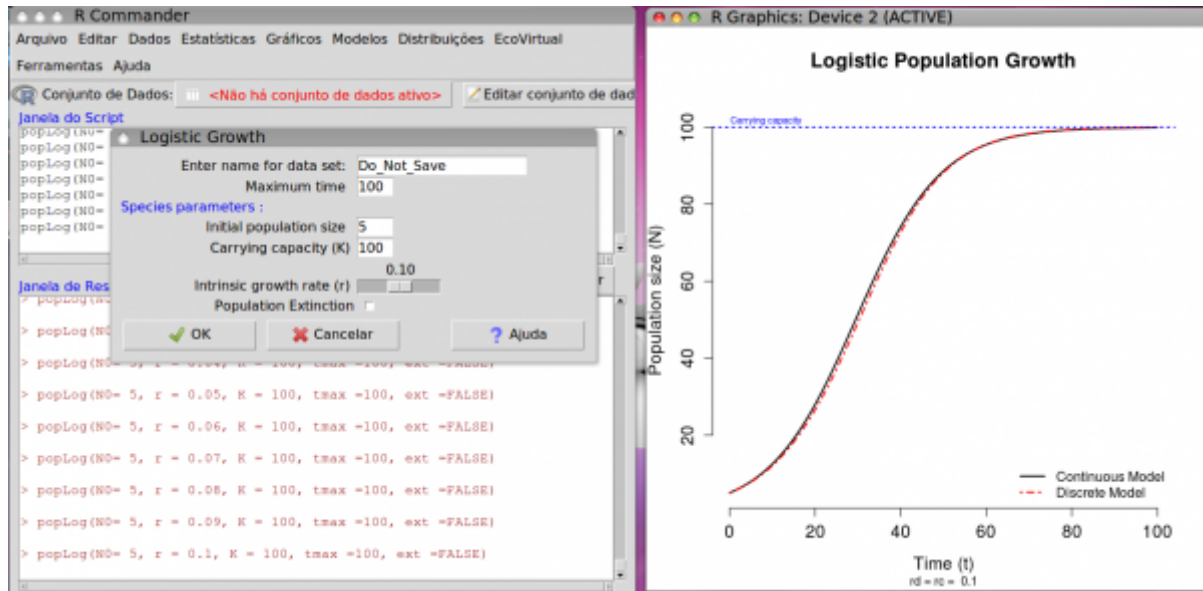 R Commander
Arquivo Editar Dados Estatísticas Gráficos Modelos Distribuições EcoVirtual
Ferramentas Ajuda
Conjunto de Dados: <Não há conjunto de dados ativo> Editar conjunto de dad
Janela do Script
popLog(N0=
popLog(N0=
popLog(N0=
popLog(N0=
popLog(N0=
popLog(N0=
popLog(N0=
Logistic Growth
Enter name for data set: Do_Not_Save
Maximum time 100
Species parameters :
Initial population size 5
Carrying capacity (K) 100
0.10
Intrinsic growth rate (r)
Population Extinction
OK Cancelar Ajuda
Janela de Res
r
> popLog(N0
> popLog(N0
> popLog(N0= 5, r = 0.04, K = 100, tmax =100, ext =FALSE)
> popLog(N0= 5, r = 0.05, K = 100, tmax =100, ext =FALSE)
> popLog(N0= 5, r = 0.06, K = 100, tmax =100, ext =FALSE)
> popLog(N0= 5, r = 0.07, K = 100, tmax =100, ext =FALSE)
> popLog(N0= 5, r = 0.08, K = 100, tmax =100, ext =FALSE)
> popLog(N0= 5, r = 0.09, K = 100, tmax =100, ext =FALSE)
> popLog(N0= 5, r = 0.1, K = 100, tmax =100, ext =FALSE)
R Graphics: Device 2 (ACTIVE)
Logistic Population Growth
Carrying capacity
Population size (N)
100
80
60
40
20
Continuous Model
Discrete Model
0 20 40 60 80 100
Time (t)
rd = rc = 0.1